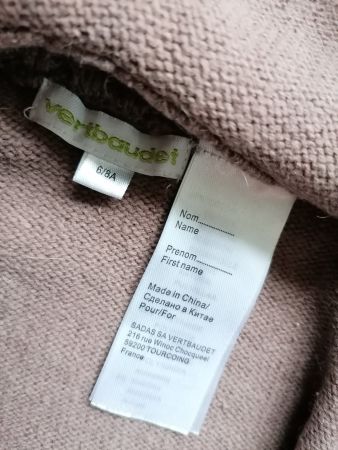 vertbaudet
6/8A
Nom...............
Name
Prenom...............
First name
Made in China/
Сделано в Китае
Pour/For
SADAS SA VERTBAUDET
216 rue Winoc Chocqueel
59200 TOURCOING
France